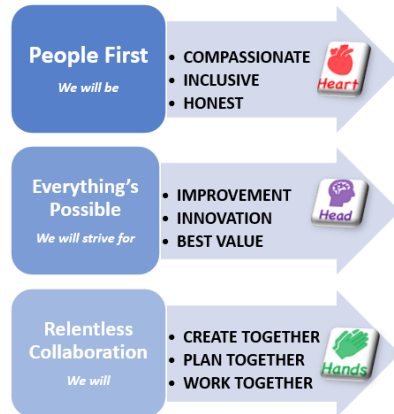 People First
We will be
• COMPASSIONATE
• INCLUSIVE
• HONEST
Heart
Everything's
Possible
We will strive for
• IMPROVEMENT
• INNOVATION
• BEST VALUE
Head
Relentless
Collaboration
We will
• CREATE TOGETHER
• PLAN TOGETHER
• WORK TOGETHER
Hands